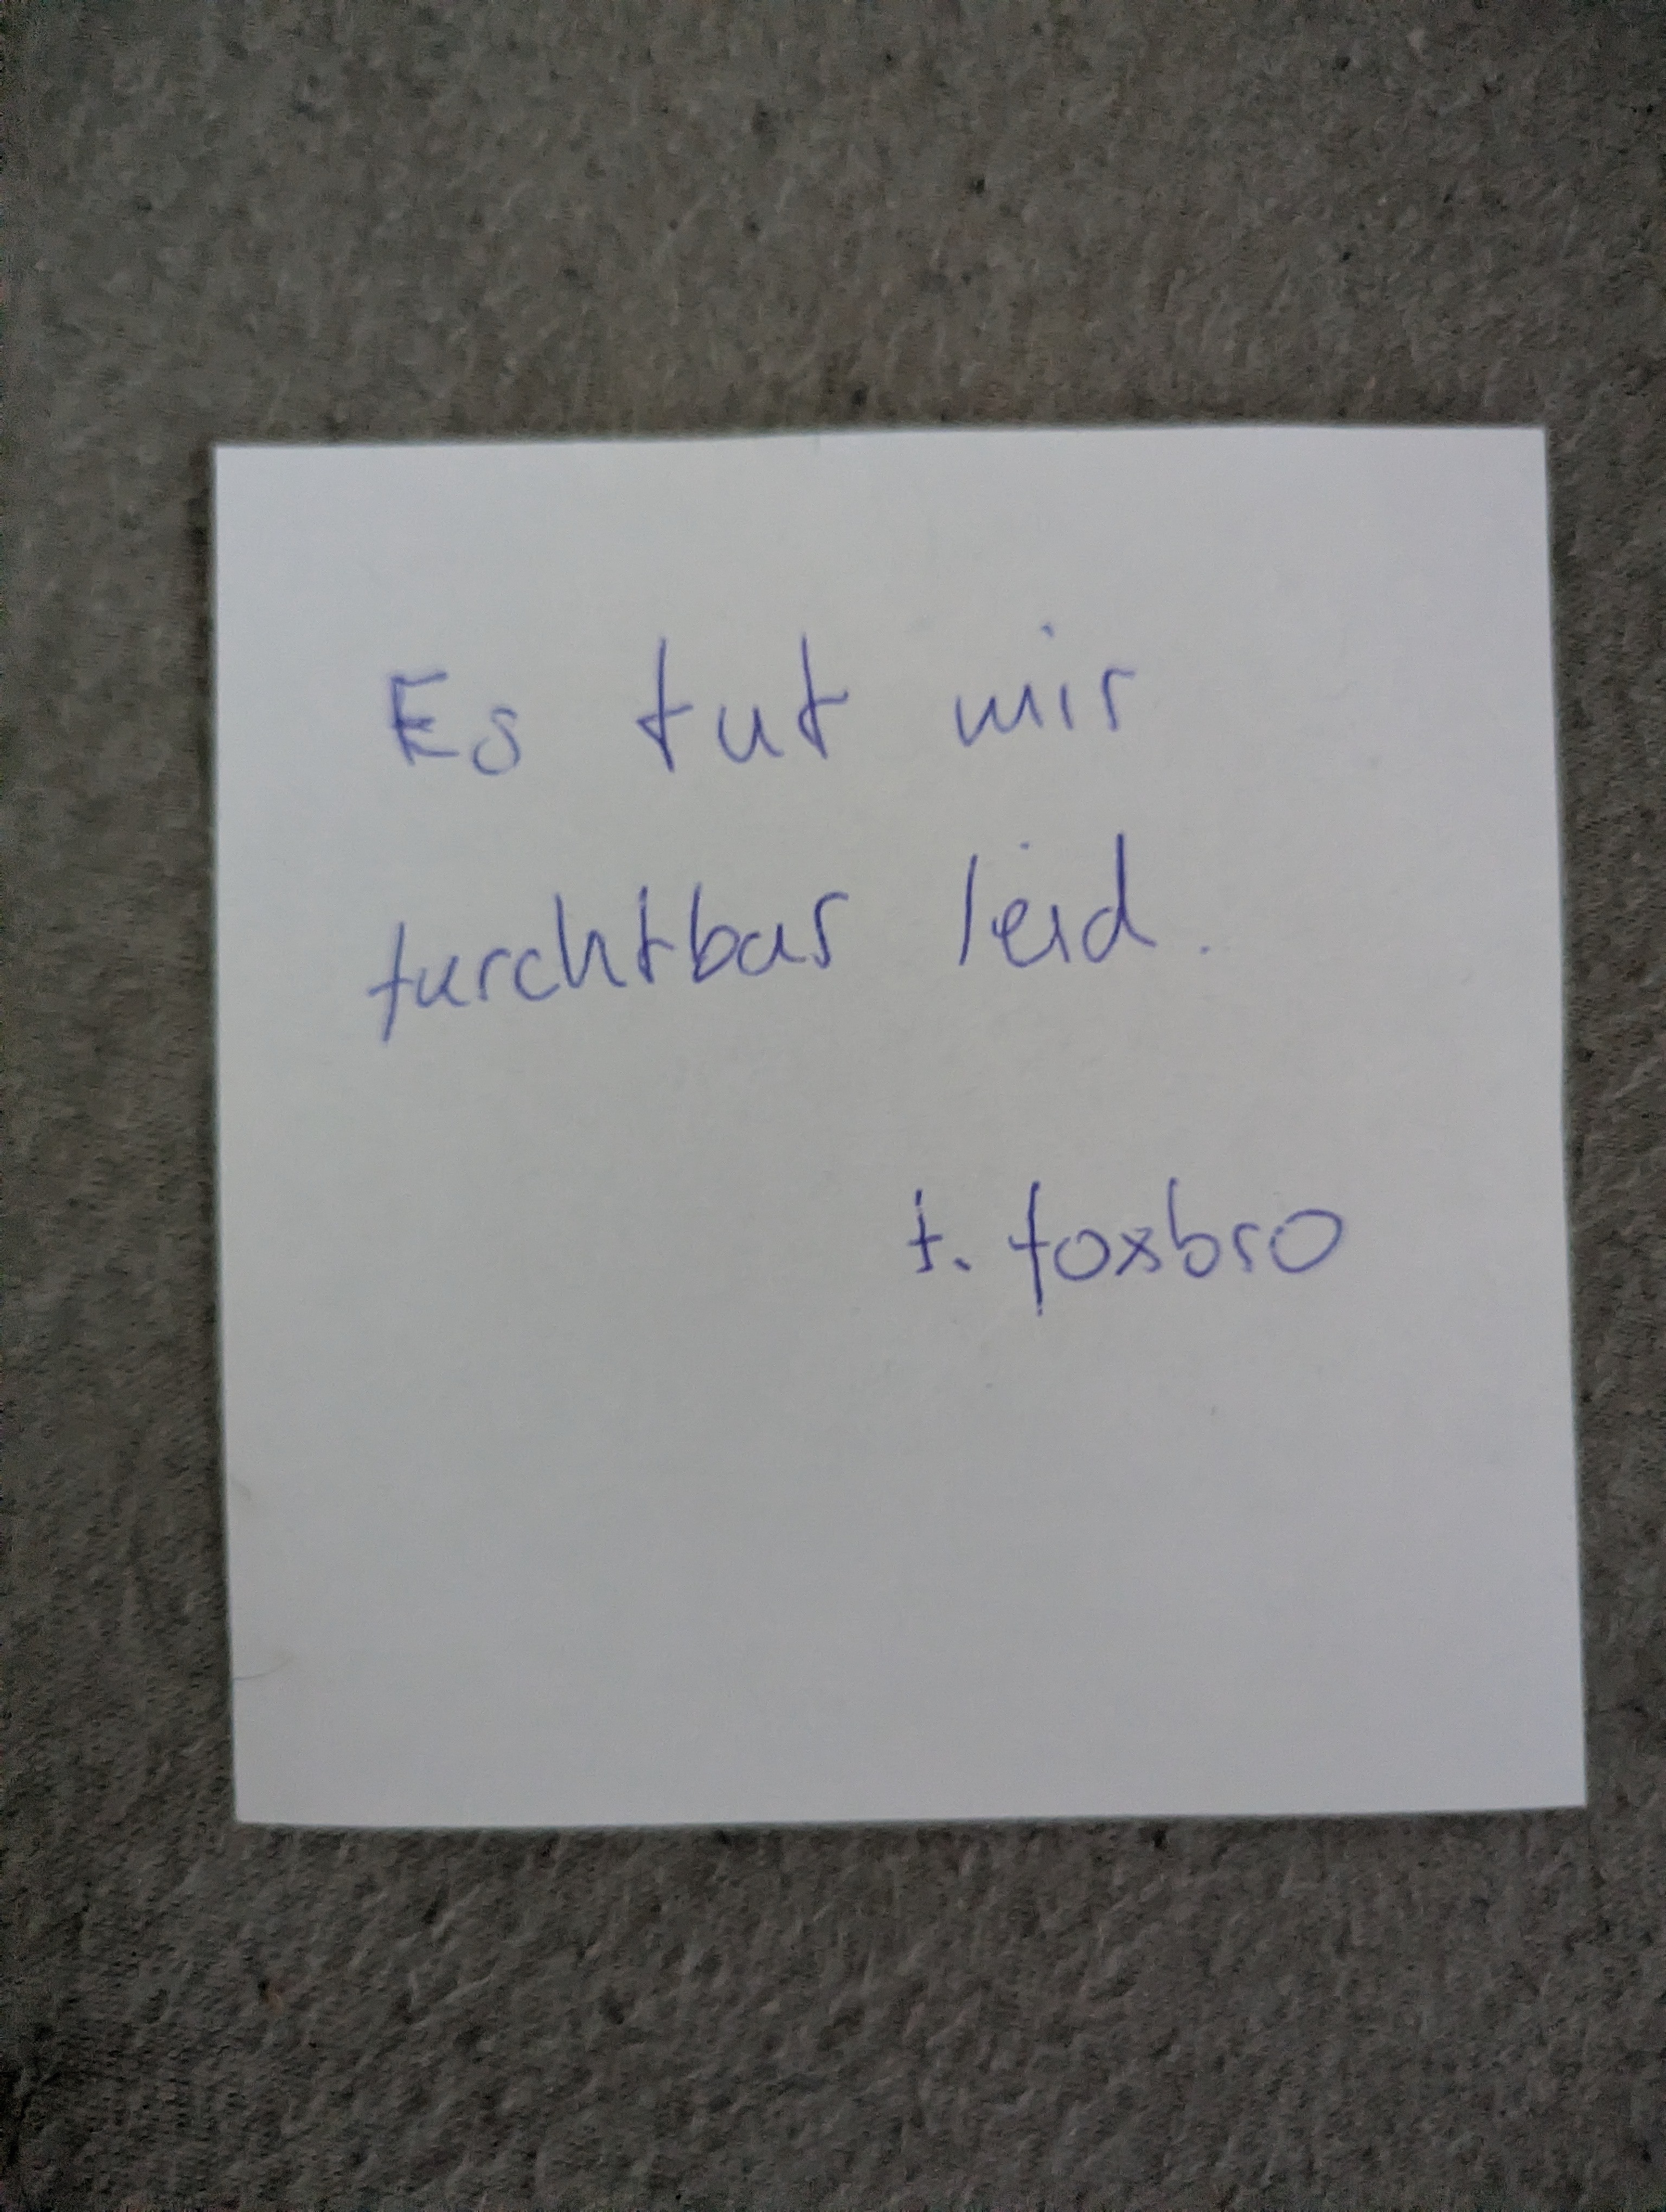 Es tut mir
furchtbar leid.
t. foxbro